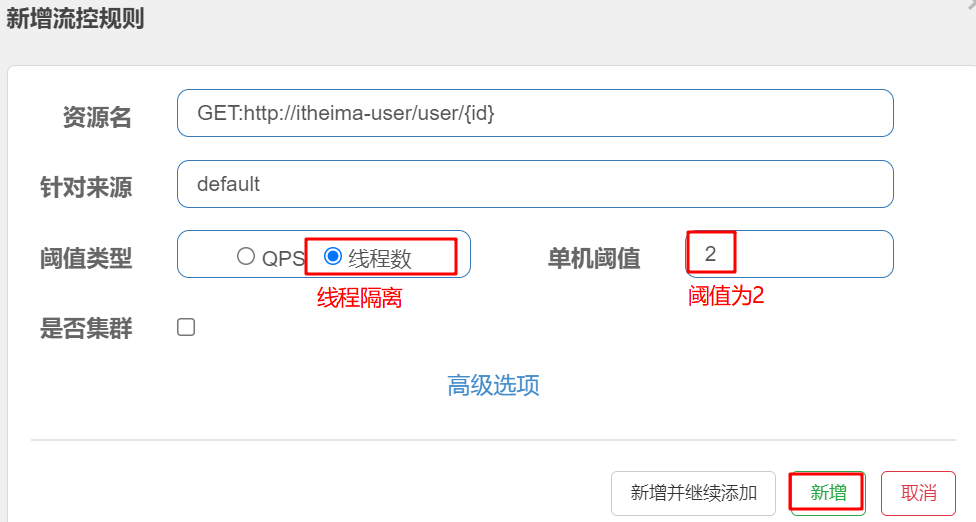 新增流控规则
资源名 GET:http://itheima-user/user/{id}
针对来源 default
阈值类型 QPS 线程数 单机阈值 2
线程隔离 阈值为2
是否集群
高级选项
新增并继续添加 新增 取消